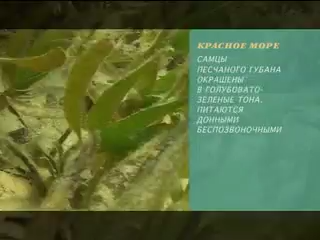 КРАСНОЕ МОРЕ
САМЦЫ
ПЕСЧАНОГО ГУБАНА
ОКРАШЕНЫ
В ГОЛУБОВАТО-
ЗЕЛЕНЫЕ ТОНА.
ПИТАЮТСЯ
ДОННЫМИ
БЕСПОЗВОНОЧНЫМИ